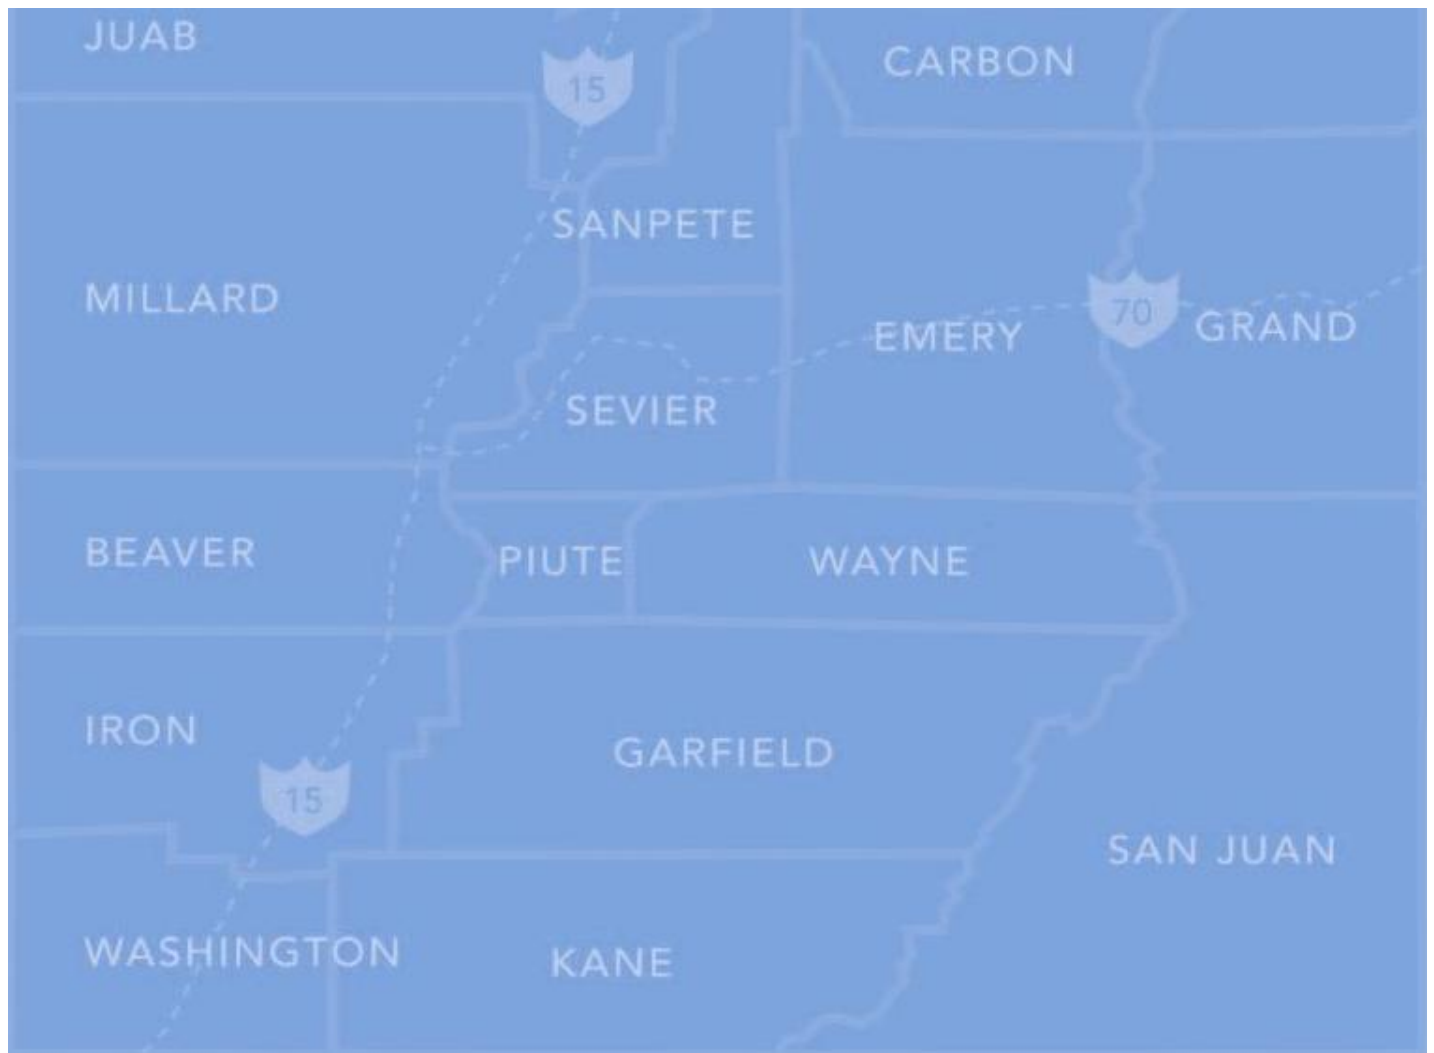 JUAB
15
CARBON
SANPETE
MILLARD
70
GRAND
EMERY
SEVIER
BEAVER
PIUTE
WAYNE
IRON
GARFIELD
15
SAN JUAN
WASHINGTON
KANE